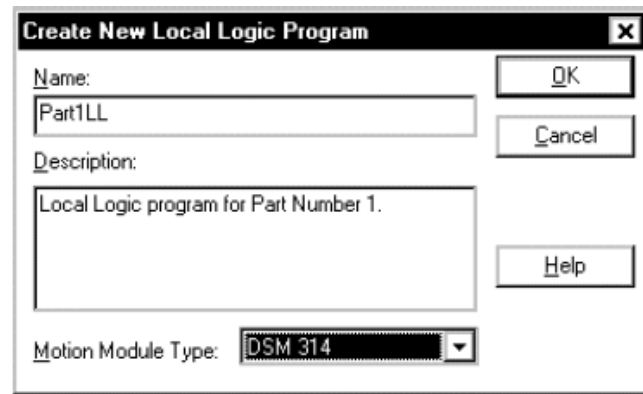 Create New Local Logic Program
Name:
OK
Part1LL
Cancel
Description:
Local Logic program for Part Number 1.
Help
Motion Module Type: DSM 314